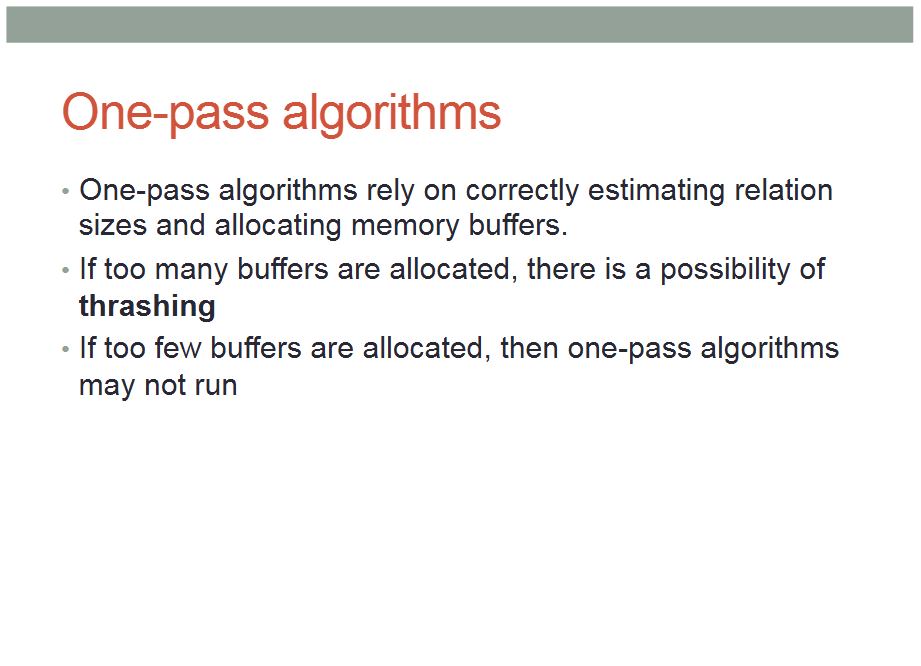 One-pass algorithms
• One-pass algorithms rely on correctly estimating relation
sizes and allocating memory buffers.
• If too many buffers are allocated, there is a possibility of
thrashing
• If too few buffers are allocated, then one-pass algorithms
may not run